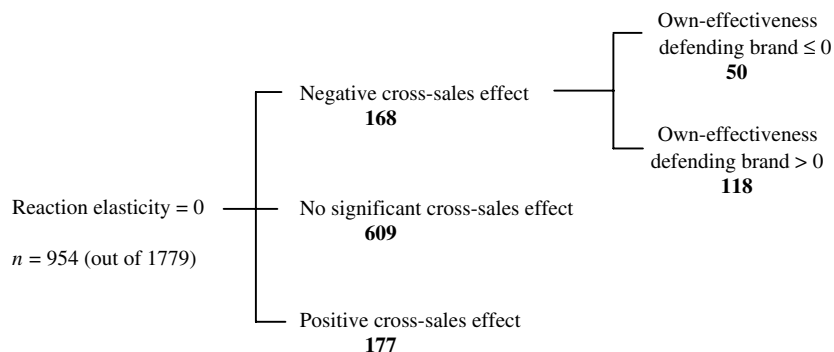 Own-effectiveness
defending brand ≤ 0
50
Negative cross-sales effect
168
Own-effectiveness
defending brand > 0
118
Reaction elasticity = 0
n = 954 (out of 1779)
No significant cross-sales effect
609
Positive cross-sales effect
177